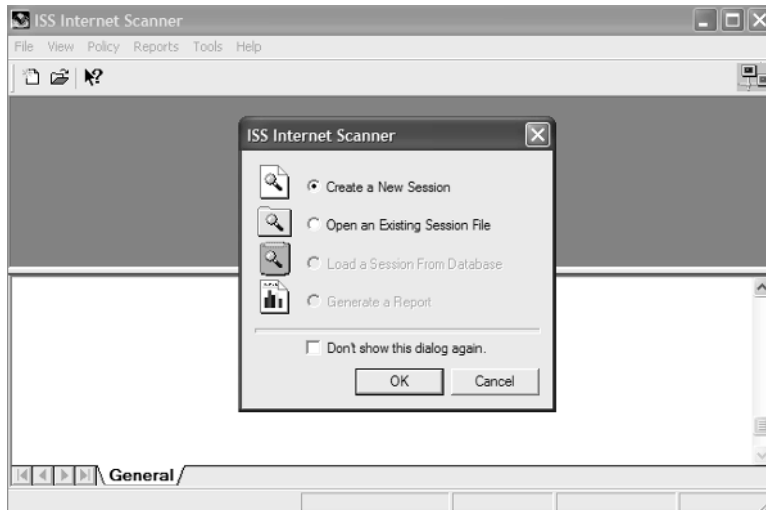 ISS Internet Scanner
File View Policy Reports Tools Help
ISS Internet Scanner
Create a New Session
Open an Existing Session File
Load a Session From Database
Generate a Report
Don't show this dialog again.
OK Cancel
General